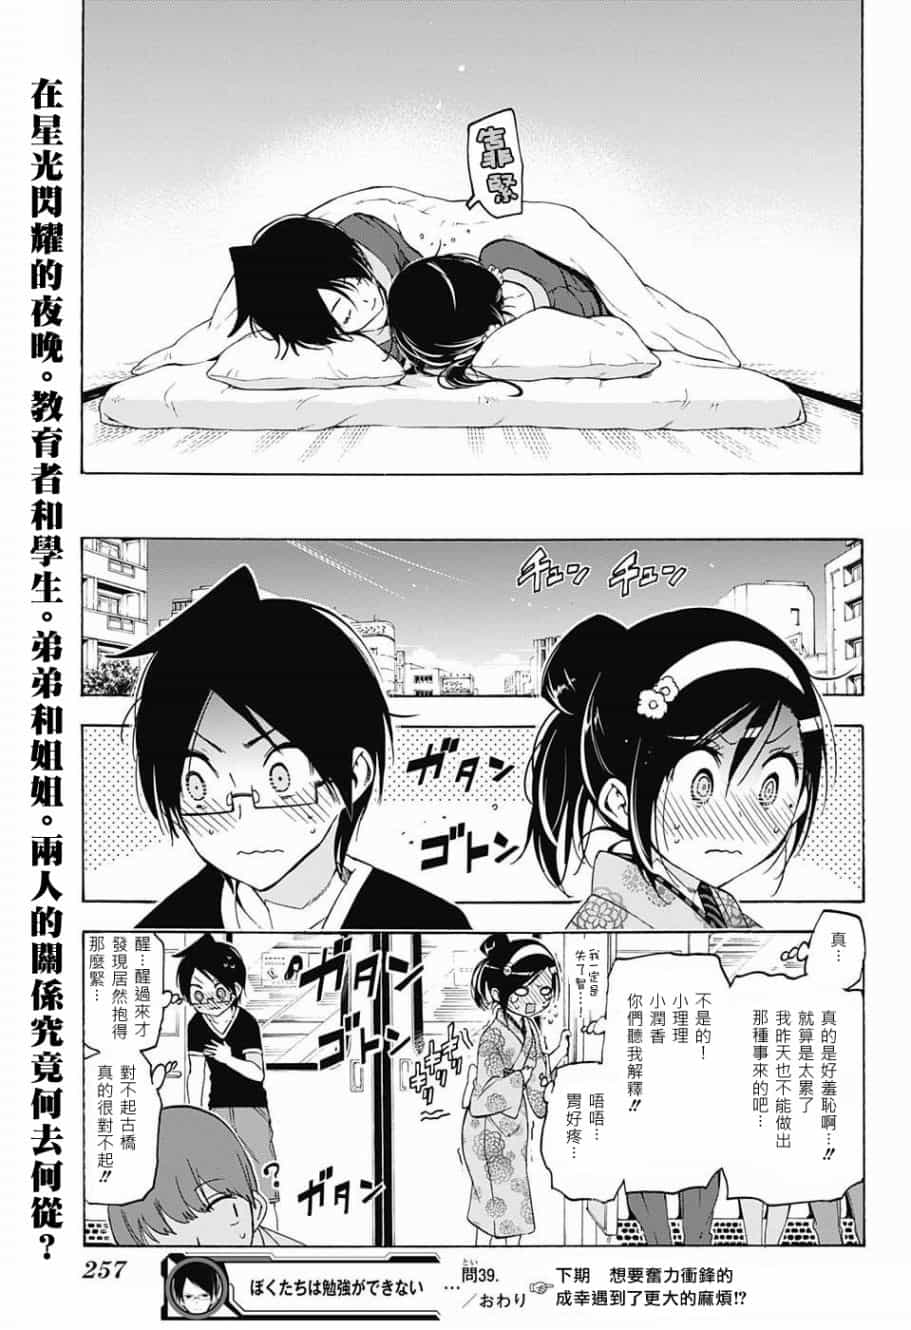 抱緊
在星光閃耀的夜晚。教育者和學生。弟弟和姐姐。兩人的關係究竟何去何從?
チュン チュン
ガタン
ゴトン
真…
真的是好羞恥啊…!!
就算是太累了
我昨天也不能做出
那種事來的吧…
不是的!
小理理
小潤香
你們聽我解釋!!
唔唔…
胃好疼…
我一定是
失了智…!
ガタン
ゴトン
ギャギャ
ガタン
?
醒…醒過來才
發現居然抱得
那麼緊…
對不起古橋
真的很對不起!!
257
ぼくたちは勉強ができない
…問39.
とい
／おわり
☞
下期 想要奮力衝鋒的
成幸遇到了更大的麻煩!?